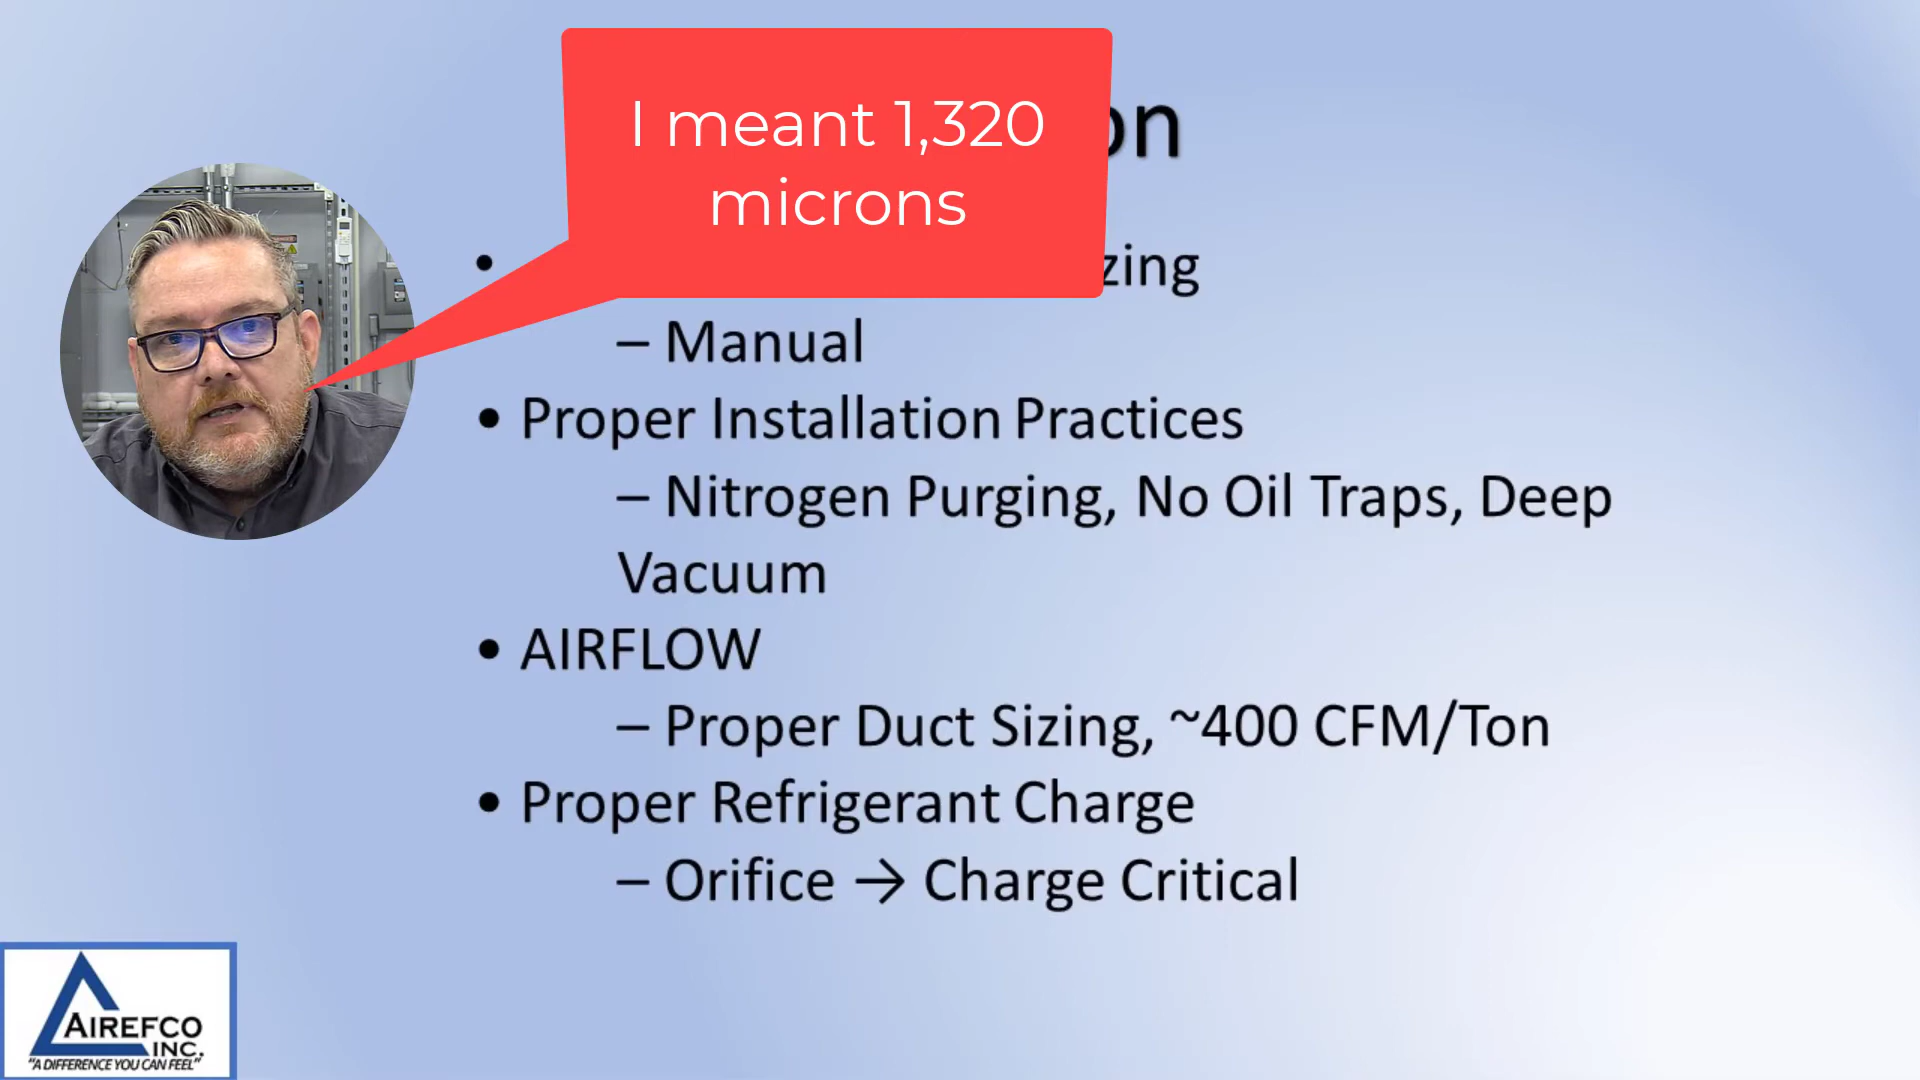 I meant 1,320
microns
on
• zing
– Manual
• Proper Installation Practices
– Nitrogen Purging, No Oil Traps, Deep
Vacuum
• AIRFLOW
– Proper Duct Sizing, ~400 CFM/Ton
• Proper Refrigerant Charge
– Orifice → Charge Critical
AIREFCO
INC.
"A DIFFERENCE YOU CAN FEEL"